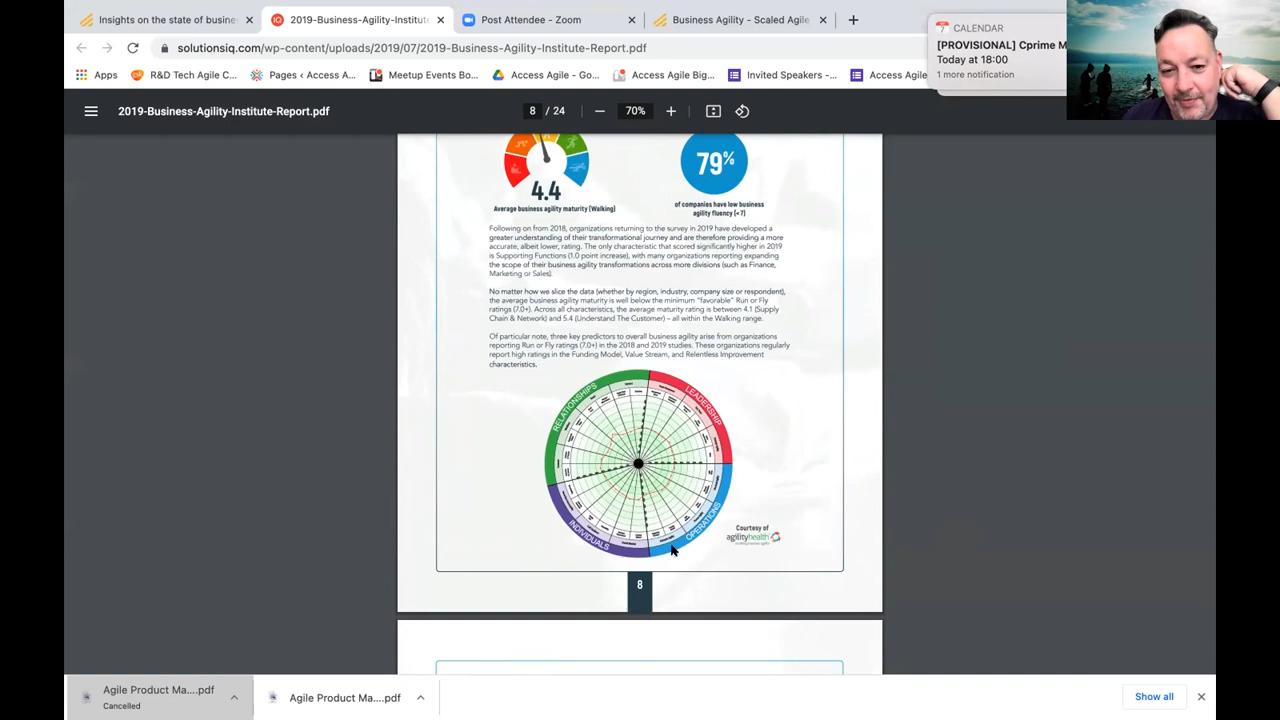 Insights on the state of busine
2019-Business-Agility-Institute
Post Attendee - Zoom
Business Agility - Scaled Agile
solutionsiq.com/wp-content/uploads/2019/07/2019-Business-Agility-Institute-Report.pdf
CALENDAR
[PROVISIONAL] Cprime M
Today at 18:00
1 more notification
Apps
R&D Tech Agile C...
Pages ‹ Access A...
Meetup Events Bo...
Access Agile - Go...
Access Agile Big...
Invited Speakers -...
Access Agile
2019-Business-Agility-Institute-Report.pdf
8 / 24
70%
4.4
Average business agility maturity (Walking)
79%
of companies have low business
agility fluency (<7)
Following on from 2018, organizations returning to the survey in 2019 have developed a
greater understanding of their transformational journey and are therefore providing a more
accurate, albeit lower, rating. The only characteristic that scored significantly higher in 2019
is Supporting Functions (1.0 point increase), with many organizations reporting expanding
the scope of their business agility transformations across more divisions (such as Finance,
Marketing or Sales).
No matter how we slice the data (whether by region, industry, company size or respondent),
the average business agility maturity is well below the minimum "favorable" Run or Fly
ratings (7.0+). Across all characteristics, the average maturity rating is between 4.1 (Supply
Chain & Network) and 5.4 (Understand The Customer) – all within the Walking range.
Of particular note, three key predictors to overall business agility arise from organizations
reporting Run or Fly ratings (7.0+) in the 2018 and 2019 studies. These organizations regularly
report high ratings in the Funding Model, Value Stream, and Relentless Improvement
characteristics.
RELATIONSHIPS
LEADERSHIP
INDIVIDUALS
OPERATIONS
Courtesy of
agilityhealth
8
Agile Product Ma....pdf
Cancelled
Agile Product Ma....pdf
Show all